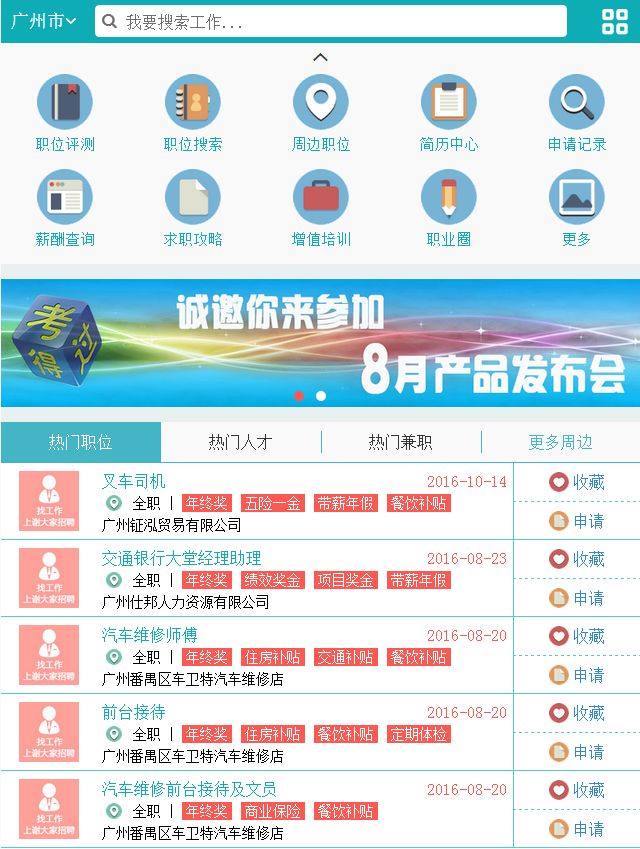 广州市
我要搜索工作...
职位评测 职位搜索 周边职位 简历中心 申请记录
薪酬查询 求职攻略 增值培训 职业圈 更多
考得过
诚邀你来参加
8月产品发布会
热门职位 热门人才 热门兼职 更多周边
叉车司机 2016-10-14 收藏
全职 | 年终奖 五险一金 带薪年假 餐饮补贴
找工作
上谢大家招聘
广州钲泓贸易有限公司 申请
交通银行大堂经理助理 2016-08-23 收藏
全职 | 年终奖 绩效奖金 项目奖金 带薪年假
找工作
上谢大家招聘
广州仕邦人力资源有限公司 申请
汽车维修师傅 2016-08-20 收藏
全职 | 年终奖 住房补贴 交通补贴 餐饮补贴
找工作
上谢大家招聘
广州番禺区车卫特汽车维修店 申请
前台接待 2016-08-20 收藏
全职 | 年终奖 住房补贴 餐饮补贴 定期体检
找工作
上谢大家招聘
广州番禺区车卫特汽车维修店 申请
汽车维修前台接待及文员 2016-08-20 收藏
全职 | 年终奖 商业保险 餐饮补贴
找工作
上谢大家招聘
广州番禺区车卫特汽车维修店 申请